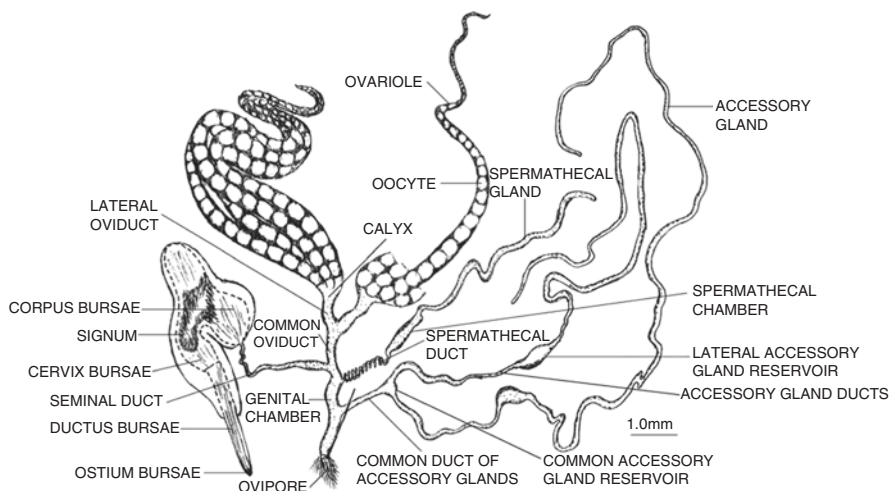 OVARIOLE
ACCESSORY
GLAND
OOCYTE
SPERMATHECAL
GLAND
LATERAL
OVIDUCT
CALYX
CORPUS BURSAE
SIGNUM
CERVIX BURSAE
SEMINAL DUCT
DUCTUS BURSAE
OSTIUM BURSAE
COMMON
OVIDUCT
GENITAL
CHAMBER
OVIPORE
SPERMATHECAL
DUCT
SPERMATHECAL
CHAMBER
LATERAL ACCESSORY
GLAND RESERVOIR
ACCESSORY GLAND DUCTS
1.0mm
COMMON DUCT OF
ACCESSORY GLANDS
COMMON ACCESSORY
GLAND RESERVOIR